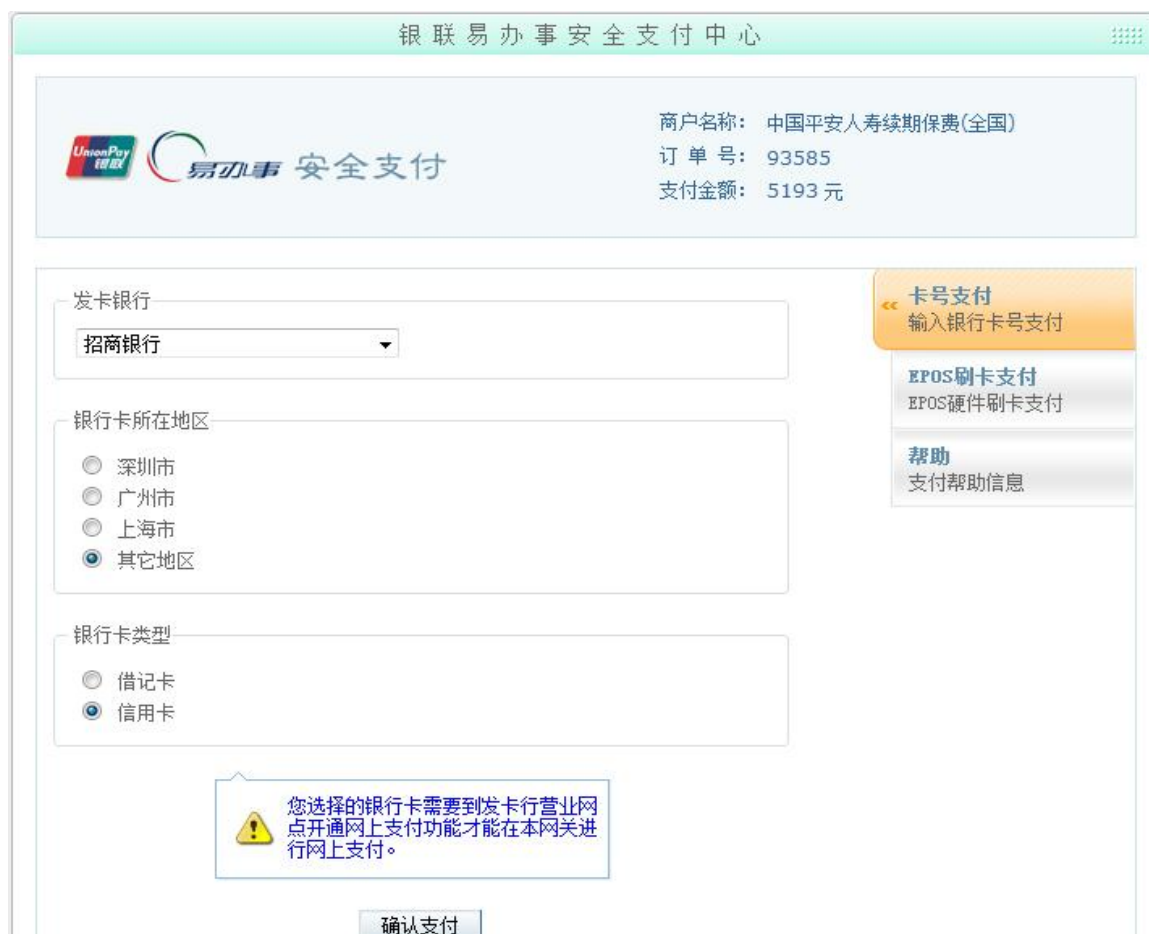 银联易办事安全支付中心
UnionPay
银联
易办事 安全支付
商户名称： 中国平安人寿续期保费(全国)
订 单 号： 93585
支付金额： 5193 元
发卡银行
招商银行
银行卡所在地区
深圳市
广州市
上海市
其它地区
银行卡类型
借记卡
信用卡
您选择的银行卡需要到发卡行营业网
点开通网上支付功能才能在本网关进
行网上支付。
确认支付
卡号支付
输入银行卡号支付
EPOS刷卡支付
EPOS硬件刷卡支付
帮助
支付帮助信息